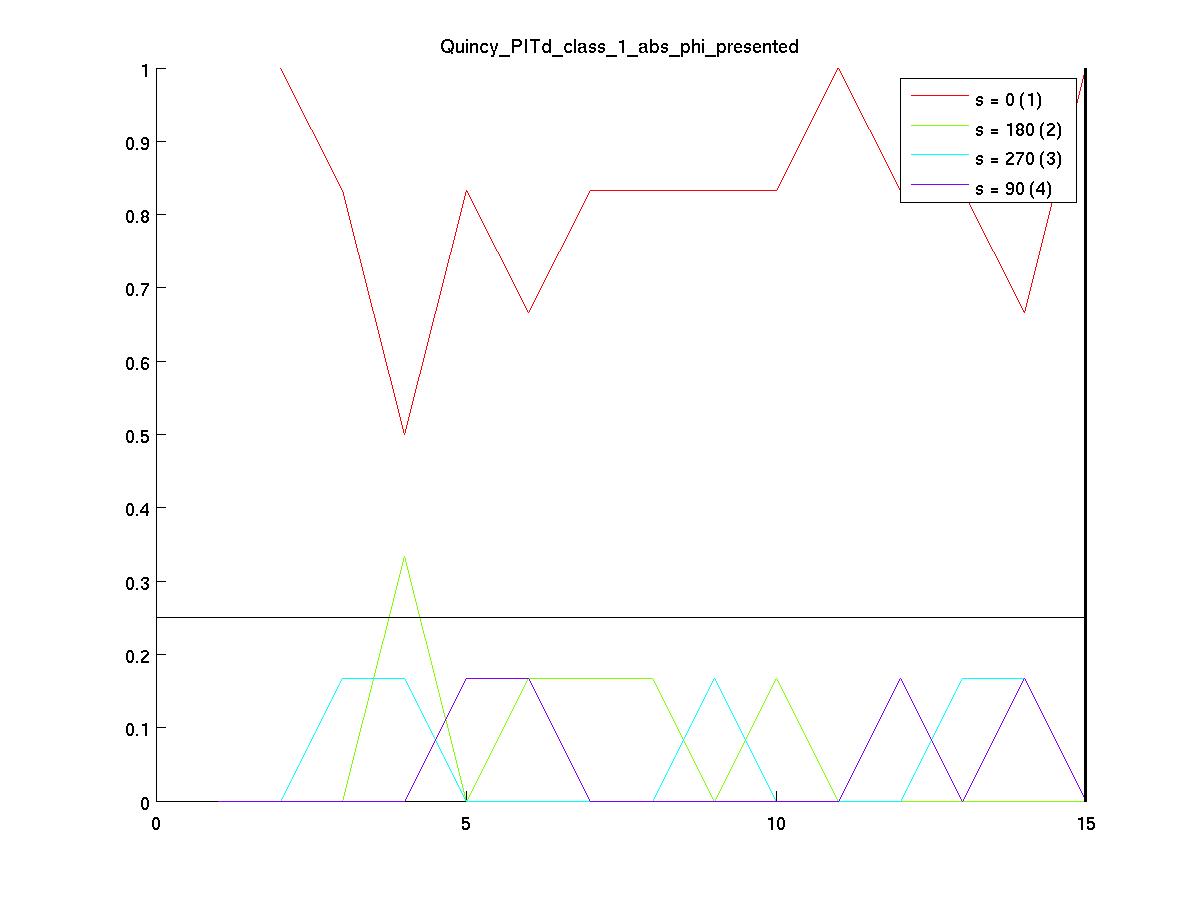 Quincy_PITd_class_1_abs_phi_presented
s = 0 (1)
s = 180 (2)
s = 270 (3)
s = 90 (4)
1
0.9
0.8
0.7
0.6
0.5
0.4
0.3
0.2
0.1
0
0 5 10 15